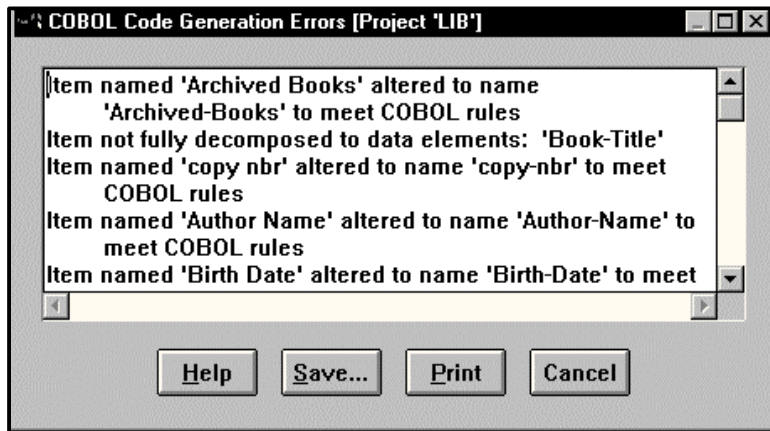 COBOL Code Generation Errors [Project 'LIB']
Item named 'Archived Books' altered to name
'Archived-Books' to meet COBOL rules
Item not fully decomposed to data elements: 'Book-Title'
Item named 'copy nbr' altered to name 'copy-nbr' to meet
COBOL rules
Item named 'Author Name' altered to name 'Author-Name' to
meet COBOL rules
Item named 'Birth Date' altered to name 'Birth-Date' to meet
Help Save... Print Cancel